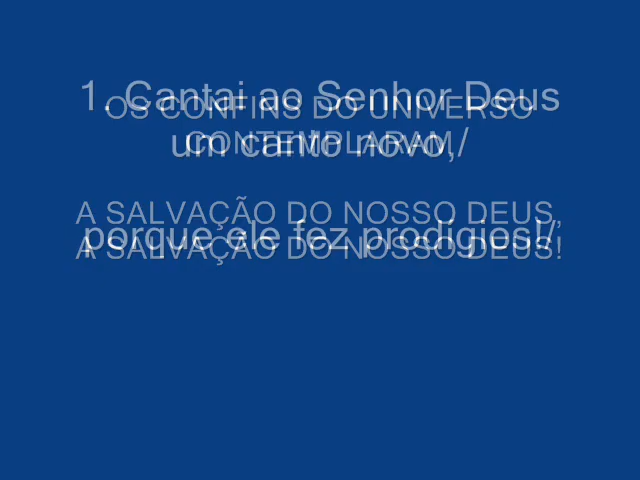 1. Cantai ao Senhor Deus
OS CONFINS DO UNIVERSO
um canto novo,/
CONTEMPLARAM
A SALVAÇÃO DO NOSSO DEUS,
porque ele fez prodígios!/
A SALVAÇÃO DO NOSSO DEUS!